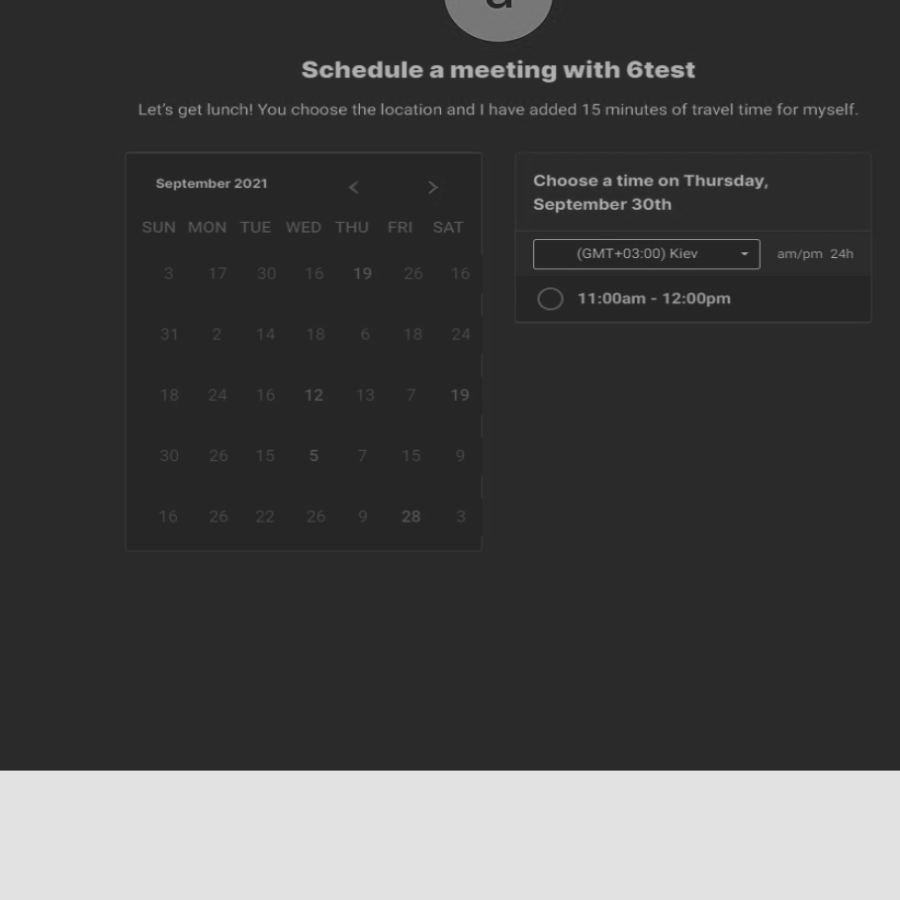 a
Schedule a meeting with 6test
Let's get lunch! You choose the location and I have added 15 minutes of travel time for myself.
September 2021 < >
SUN MON TUE WED THU FRI SAT
3 17 30 16 19 26 16
31 2 14 18 6 18 24
18 24 16 12 13 7 19
30 26 15 5 7 15 9
16 26 22 26 9 28 3
Choose a time on Thursday,
September 30th
(GMT+03:00) Kiev am/pm 24h
11:00am - 12:00pm